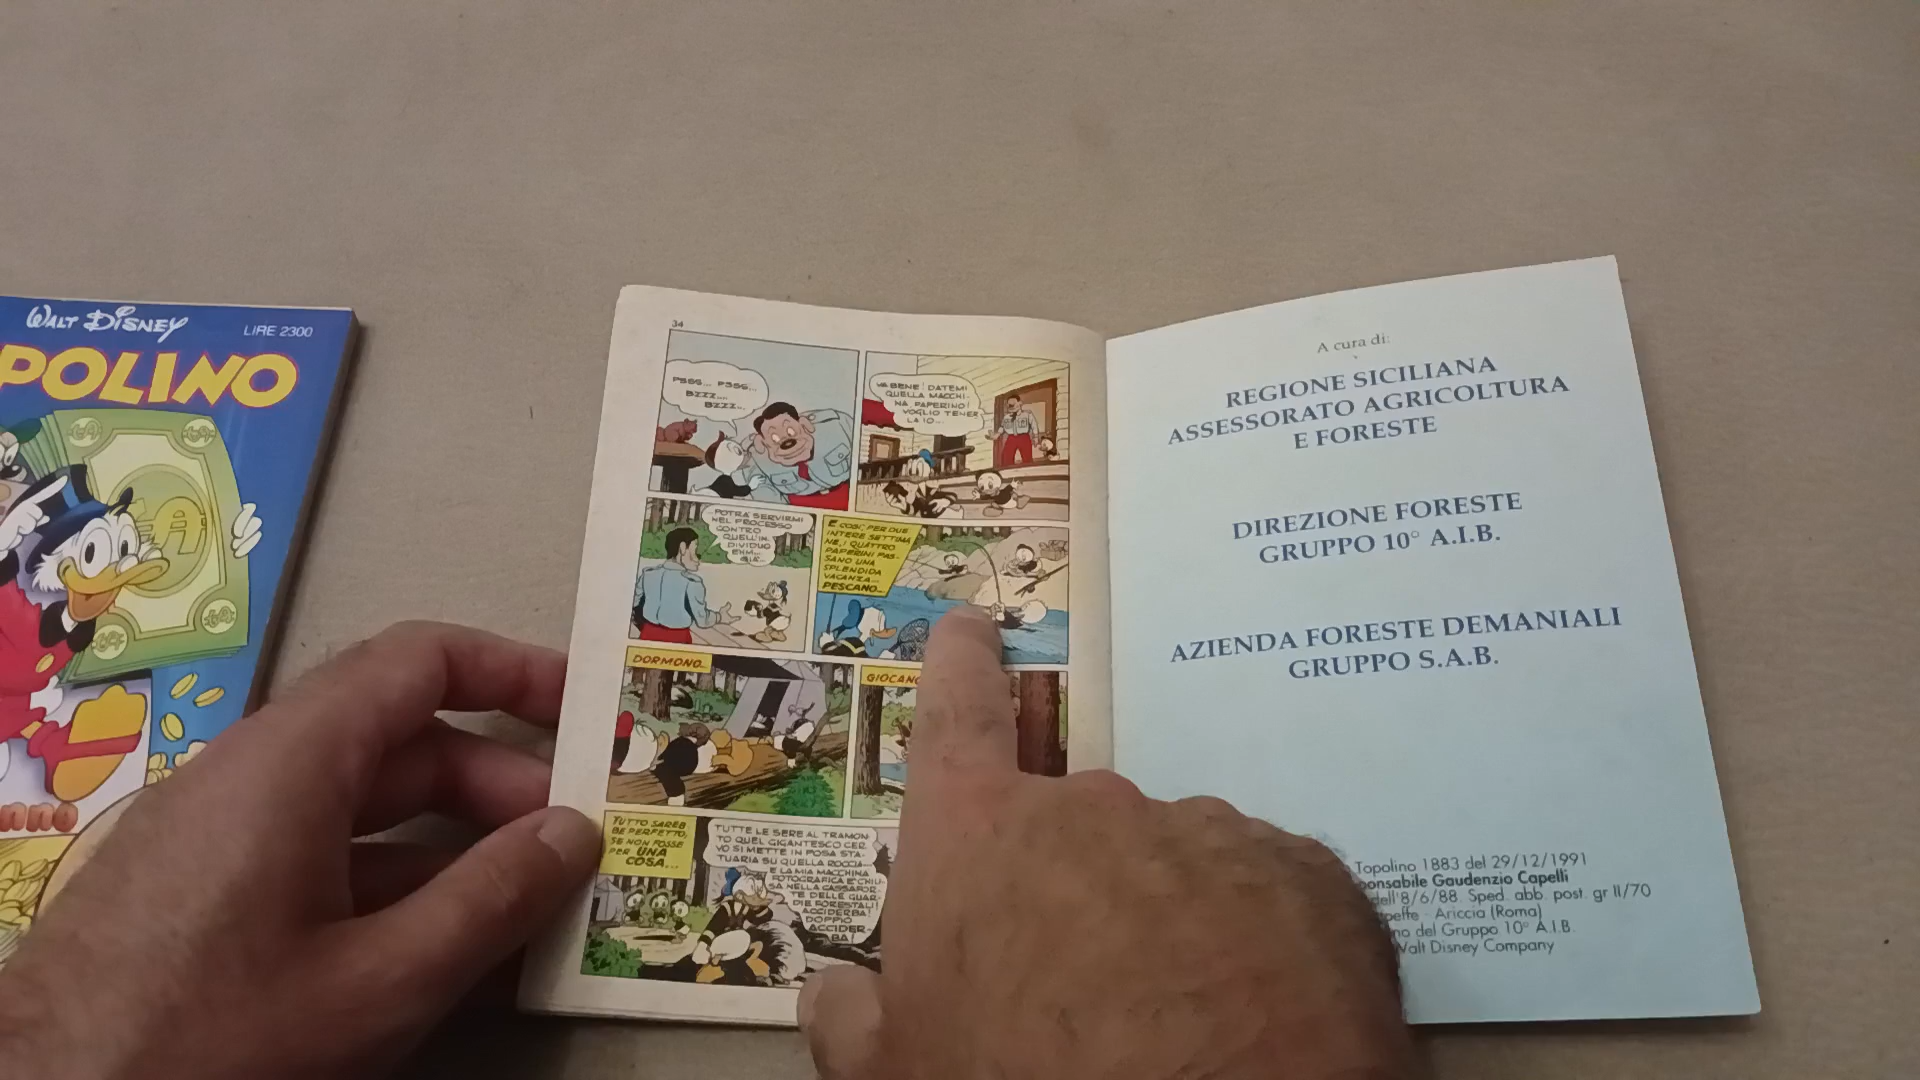 WALT DISNEY
LIRE 2300
POLINO
34
PSSS... PSSS...
BZZZ....
BZZZ...
VA BENE! DATEMI
QUELLA MACCHI-
NA PAPERINO!
VOGLIO TENER
LA IO...
POTRÀ SERVIRMI
NEL PROCESSO
CONTRO
QUELL'IN-
DIVIDUO
EHM...
GIÀ...
E COSÌ, PER DUE
INTERE SETTIMA
NE, I QUATTRO
PAPERINI PAS-
SANO UNA
SPLENDIDA
VACANZA...
PESCANO...
DORMONO...
GIOCANO
TUTTO SAREB
BE PERFETTO,
SE NON FOSSE
PER UNA
COSA...
TUTTE LE SERE AL TRAMON-
TO QUEL GIGANTESCO CER
VO SI METTE IN POSA STA-
TUARIA SU QUELLA ROCCIA...
E LA MIA MACCHINA
FOTOGRAFICA È CHIU-
SA NELLA CASSAFOR-
TE DELLE GUAR-
DIE FORESTALI!
ACCIDERBA!
DOPPIO
ACCIDER-
BA!
A cura di:
REGIONE SICILIANA
ASSESSORATO AGRICOLTURA
E FORESTE
DIREZIONE FORESTE
GRUPPO 10° A.I.B.
AZIENDA FORESTE DEMANIALI
GRUPPO S.A.B.
Topolino 1883 del 29/12/1991
ponsabile Gaudenzio Capelli
dell'8/6/88. Sped. abb. post. gr II/70
peffe - Ariccia (Roma)
no del Gruppo 10° A.I.B.
Walt Disney Company